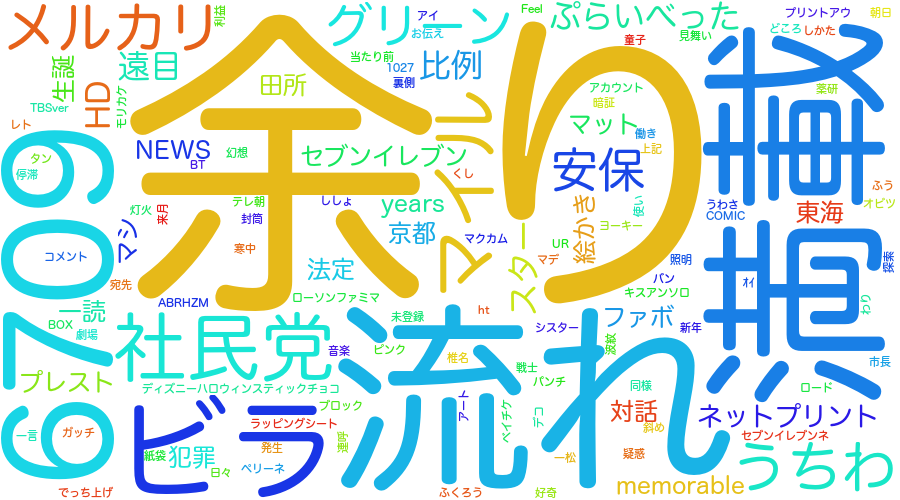 メルカリ
利益
グリーン
アイ
お伝え
Feel
ぷらいべった
見舞い
プリントアウ
どころ
しかた
朝日
生誕
遠目
HD
TBSver
モリカケ
レト
余り
田所
当たり前
1027
裏側
比例
童子
満載
アカウント
暗証
薬研
マット
働き
上記
6709
タン
停滞
NEWS
BT
幻想
セブンイレブン
マイル
くし
安保
ふう
オピツ
うわさ
COMIC
東海
灯火
来月
テレ朝
封筒
ししょ
years
京都
絵かき
使い
ヨーキー
コメント
マシ
寒中
マクカム
UR
マデ
スター
照明
パン
キスアンソロ
オイ
探索
宛先
法定
ABRHZM
ローソンファミマ
一読
BOX
劇場
社民党
音楽
未登録
ht
流れ
シスター
ファボ
新年
わり
市長
波紋
ピンク
椎名
戦士
パンチ
同様
ロード
プレスト
ディズニーハロウィンスティックチョコ
ブロック
アート
ペイチケ
デコ
対話
斜め
ネットプリント
セブンイレブンネ
一言
ガッチ
ビラ
ラッピングシート
発生
紙袋
犯罪
日々
ペリーネ
一松
疑惑
うちわ
でっち上げ
ふくろう
好奇
memorable